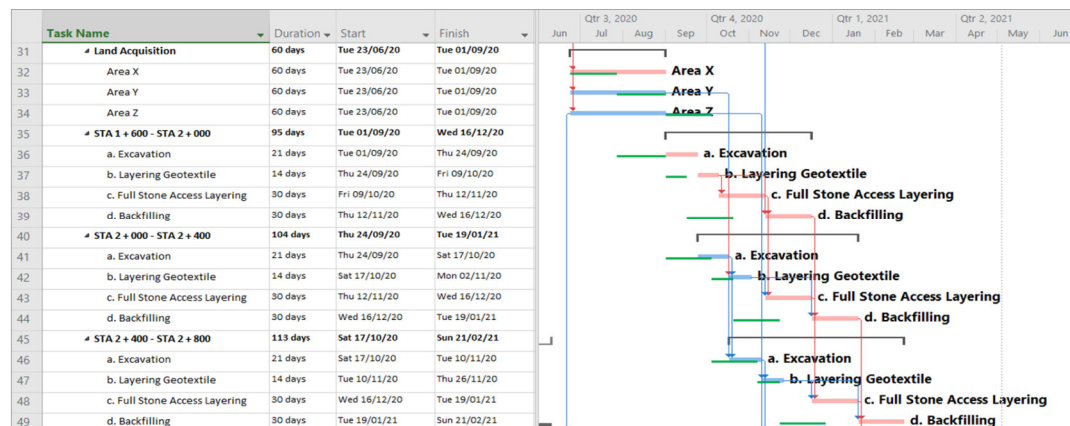 Qtr 3, 2020 Qtr 4, 2020 Qtr 1, 2021 Qtr 2, 2021
Task Name Duration Start Finish Jun Jul Aug Sep Oct Nov Dec Jan Feb Mar Apr May Jun
31 Land Acquisition 60 days Tue 23/06/20 Tue 01/09/20
32 Area X 60 days Tue 23/06/20 Tue 01/09/20 Area X
33 Area Y 60 days Tue 23/06/20 Tue 01/09/20 Area Y
34 Area Z 60 days Tue 23/06/20 Tue 01/09/20 Area Z
35 STA 1 + 600 - STA 2 + 000 95 days Tue 01/09/20 Wed 16/12/20
36 a. Excavation 21 days Tue 01/09/20 Thu 24/09/20 a. Excavation
37 b. Layering Geotextile 14 days Thu 24/09/20 Fri 09/10/20 b. Layering Geotextile
38 c. Full Stone Access Layering 30 days Fri 09/10/20 Thu 12/11/20 c. Full Stone Access Layering
39 d. Backfilling 30 days Thu 12/11/20 Wed 16/12/20 d. Backfilling
40 STA 2 + 000 - STA 2 + 400 104 days Thu 24/09/20 Tue 19/01/21
41 a. Excavation 21 days Thu 24/09/20 Sat 17/10/20 a. Excavation
42 b. Layering Geotextile 14 days Sat 17/10/20 Mon 02/11/20 b. Layering Geotextile
43 c. Full Stone Access Layering 30 days Thu 12/11/20 Wed 16/12/20 c. Full Stone Access Layering
44 d. Backfilling 30 days Wed 16/12/20 Tue 19/01/21 d. Backfilling
45 STA 2 + 400 - STA 2 + 800 113 days Sat 17/10/20 Sun 21/02/21
46 a. Excavation 21 days Sat 17/10/20 Tue 10/11/20 a. Excavation
47 b. Layering Geotextile 14 days Tue 10/11/20 Thu 26/11/20 b. Layering Geotextile
48 c. Full Stone Access Layering 30 days Wed 16/12/20 Tue 19/01/21 c. Full Stone Access Layering
49 d. Backfilling 30 days Tue 19/01/21 Sun 21/02/21 d. Backfilling